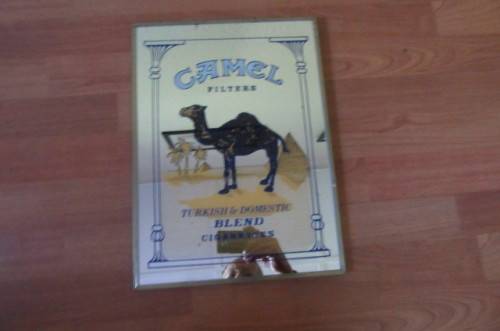 CAMEL
FILTERS
TURKISH & DOMESTIC
BLEND
CIGARETTES